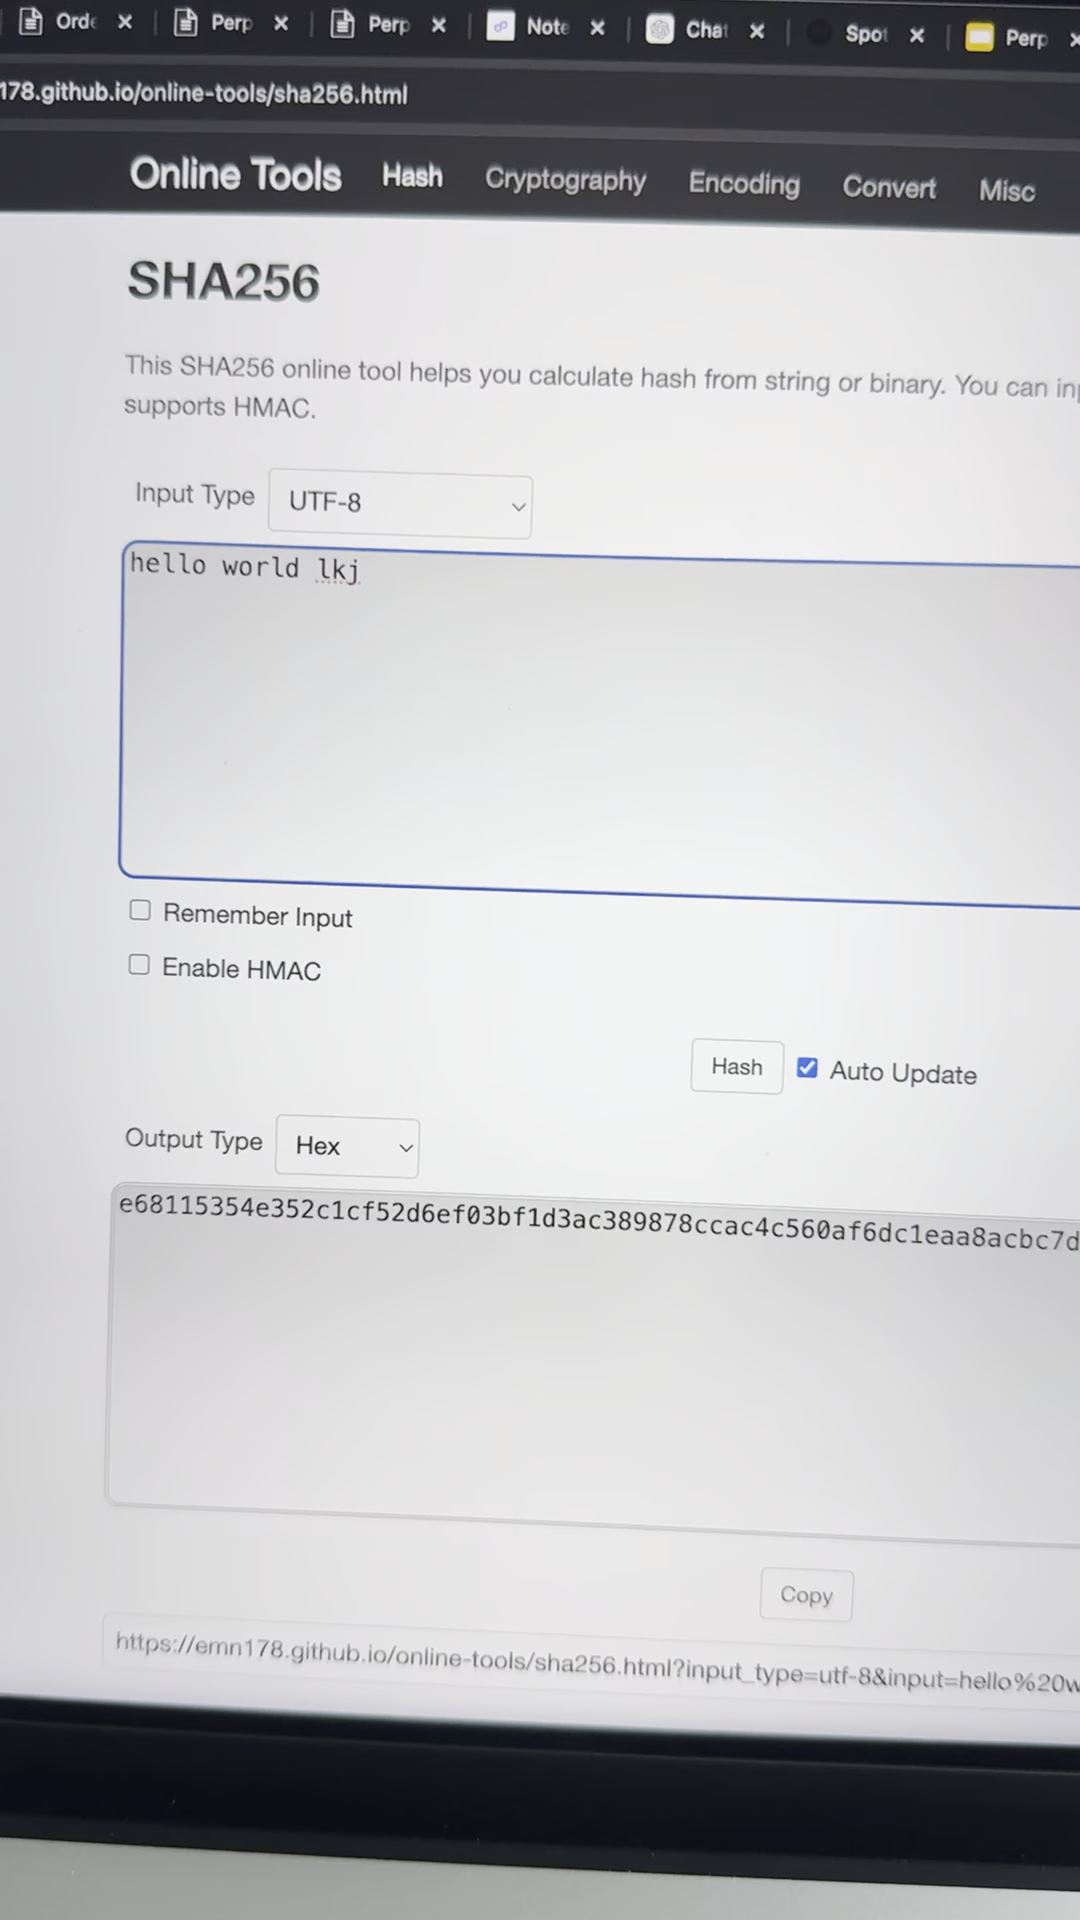 Orde
Perp
Perp
Note
Chat
Spot
Perp
178.github.io/online-tools/sha256.html
Online Tools Hash Cryptography Encoding Convert Misc
SHA256
This SHA256 online tool helps you calculate hash from string or binary. You can inp
supports HMAC.
Input Type UTF-8
hello world lkj
Remember Input
Enable HMAC
Hash Auto Update
Output Type Hex
e68115354e352c1cf52d6ef03bf1d3ac389878ccac4c560af6dc1eaa8acbc7d
Copy
https://emn178.github.io/online-tools/sha256.html?input_type=utf-8&input=hello%20w